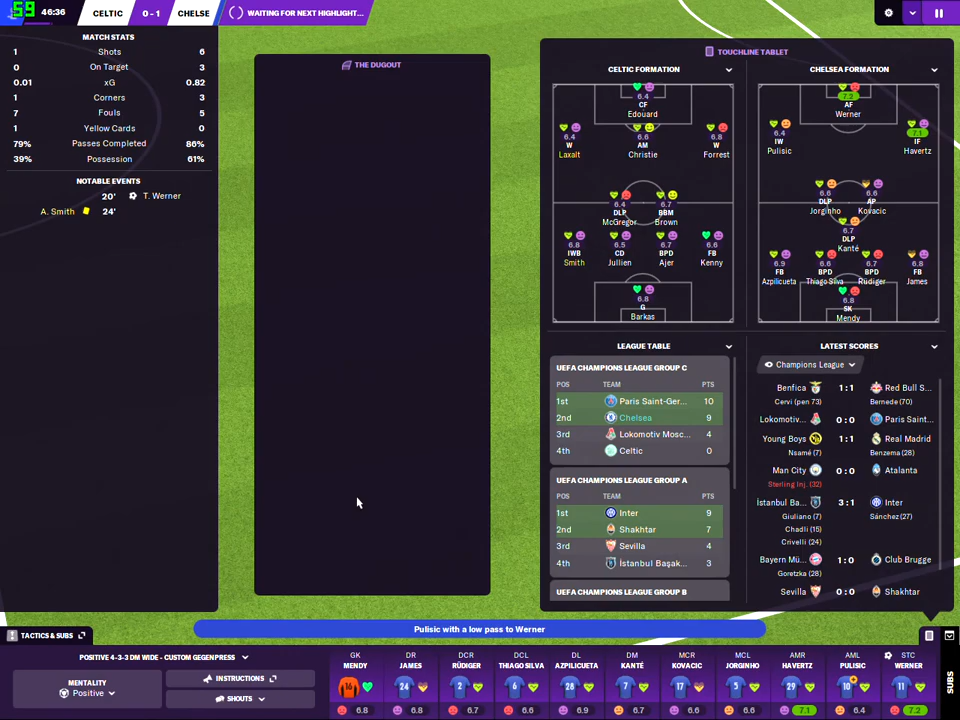 59
46:36
CELTIC
0 - 1
CHELSE
WAITING FOR NEXT HIGHLIGHT...
MATCH STATS
1 Shots 6
0 On Target 3
0.01 xG 0.82
1 Corners 3
7 Fouls 5
1 Yellow Cards 0
79% Passes Completed 86%
39% Possession 61%
NOTABLE EVENTS
20' T. Werner
A. Smith 24'
THE DUGOUT
TOUCHLINE TABLET
CELTIC FORMATION
6.4
CF
Edouard
6.4 6.6 6.8
W AM W
Laxalt Christie Forrest
6.4 6.7
DLP BBM
McGregor Brown
6.8 6.5 6.7 6.6
IWB CD BPD FB
Smith Jullien Ajer Kenny
6.8
G
Barkas
CHELSEA FORMATION
7.2
AF
Werner
6.4 7.1
IW IF
Pulisic Havertz
6.6 6.6
DLP AP
Jorginho Kovacic
6.7
DLP
Kanté
6.9 6.6 6.7 6.8
FB BPD BPD FB
Azpilicueta Thiago Silva Rüdiger James
6.8
SK
Mendy
LEAGUE TABLE
UEFA CHAMPIONS LEAGUE GROUP C
POS TEAM PTS
1st Paris Saint-Ger... 10
2nd Chelsea 9
3rd Lokomotiv Mosc... 4
4th Celtic 0
UEFA CHAMPIONS LEAGUE GROUP A
POS TEAM PTS
1st Inter 9
2nd Shakhtar 7
3rd Sevilla 4
4th İstanbul Başak... 3
UEFA CHAMPIONS LEAGUE GROUP B
LATEST SCORES
Champions League
Benfica 1:1 Red Bull S...
Cervi (pen 73) Bernede (70)
Lokomotiv... 0:0 Paris Saint...
Young Boys 1:1 Real Madrid
Nsamé (7) Benzema (28)
Man City 0:0 Atalanta
Sterling Inj. (32)
İstanbul Ba... 3:1 Inter
Giuliano (7) Sánchez (27)
Chadli (15)
Crivelli (24)
Bayern Mü... 1:0 Club Brugge
Goretzka (28)
Sevilla 0:0 Shakhtar
Pulisic with a low pass to Werner
TACTICS & SUBS
POSITIVE 4-3-3 DM WIDE - CUSTOM GEGENPRESS
MENTALITY
Positive
INSTRUCTIONS
SHOUTS
GK DR DCR DCL DL DM MCR MCL AMR AML STC
MENDY JAMES RÜDIGER THIAGO SILVA AZPILICUETA KANTÉ KOVACIC JORGINHO HAVERTZ PULISIC WERNER
16 24 2 6 28 7 17 5 29 10 11
6.8 6.8 6.7 6.6 6.9 6.7 6.6 6.6 7.1 6.4 7.2
SUBS